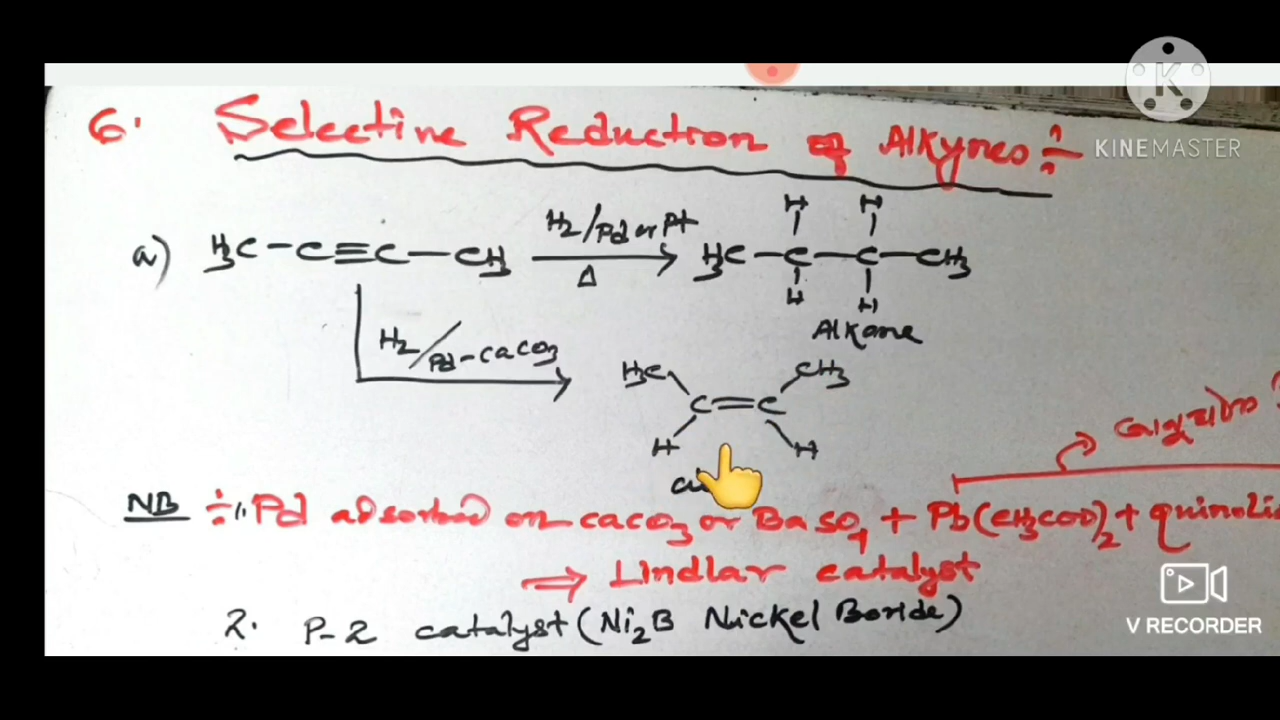 6. Selective Reduction of Alkynes ÷
KINEMASTER
a) H3C-C≡C-CH3 H2/Pd or Pt Δ H3C-C-C-CH3
H H
H H
Alkane
H2/Pd-CaCO3
H3C CH3
C=C
H H
NB ÷ 1. Pd adsorbed on CaCO3 or BaSO4 + Pb(CH3COO)2 +
⇒ Lindlar catalyst
2. P-2 catalyst (Ni2B Nickel Boride)
V RECORDER